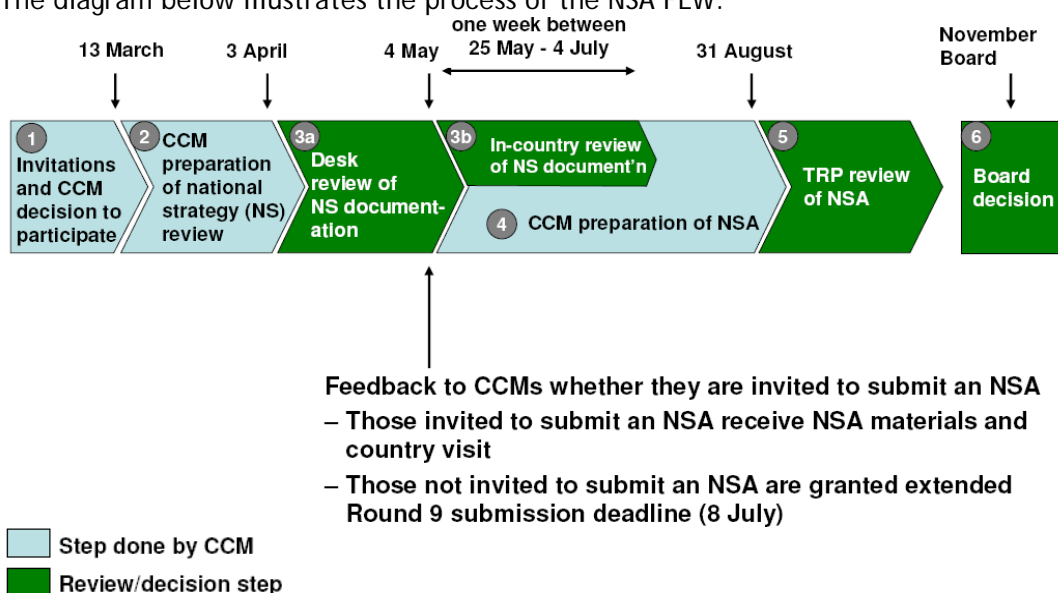 The diagram below illustrates the process of the NSA FLW:
13 March
3 April
4 May
one week between
25 May - 4 July
31 August
November
Board
1
Invitations
and CCM
decision to
participate
2
CCM
preparation
of national
strategy (NS)
review
3a
Desk
review of
NS document-
ation
3b
In-country review
of NS document'n
4
CCM preparation of NSA
5
TRP review
of NSA
6
Board
decision
Feedback to CCMs whether they are invited to submit an NSA
– Those invited to submit an NSA receive NSA materials and
country visit
– Those not invited to submit an NSA are granted extended
Round 9 submission deadline (8 July)
Step done by CCM
Review/decision step